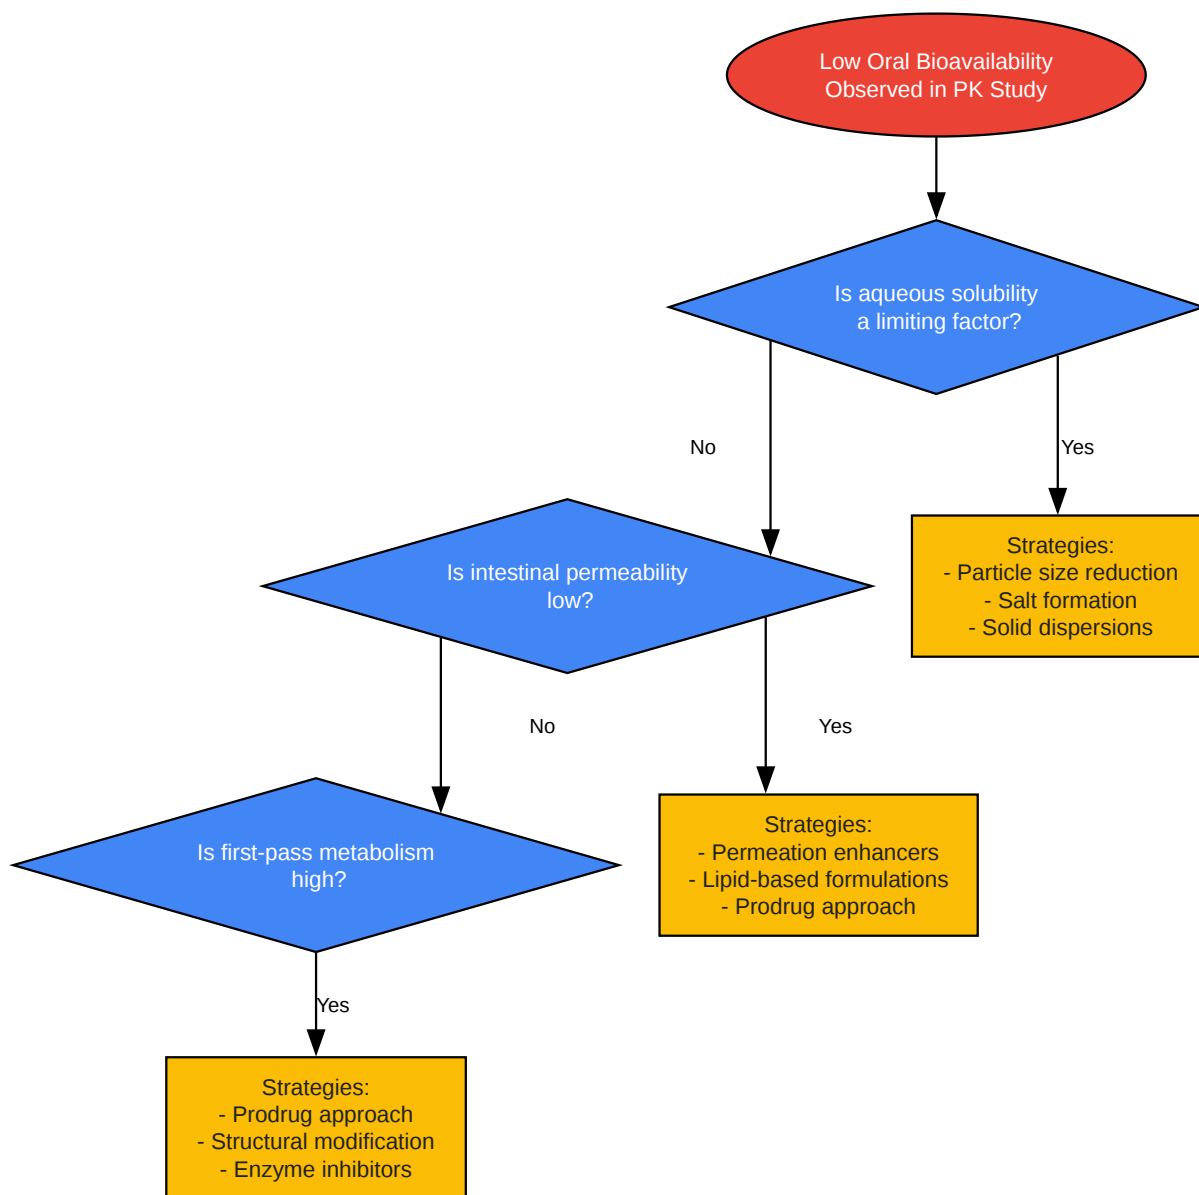 Low Oral Bioavailability
Observed in PK Study
Is aqueous solubility
a limiting factor?
No
Yes
Is intestinal permeability
low?
Strategies:
- Particle size reduction
- Salt formation
- Solid dispersions
No
Yes
Is first-pass metabolism
high?
Strategies:
- Permeation enhancers
- Lipid-based formulations
- Prodrug approach
Yes
Strategies:
- Prodrug approach
- Structural modification
- Enzyme inhibitors